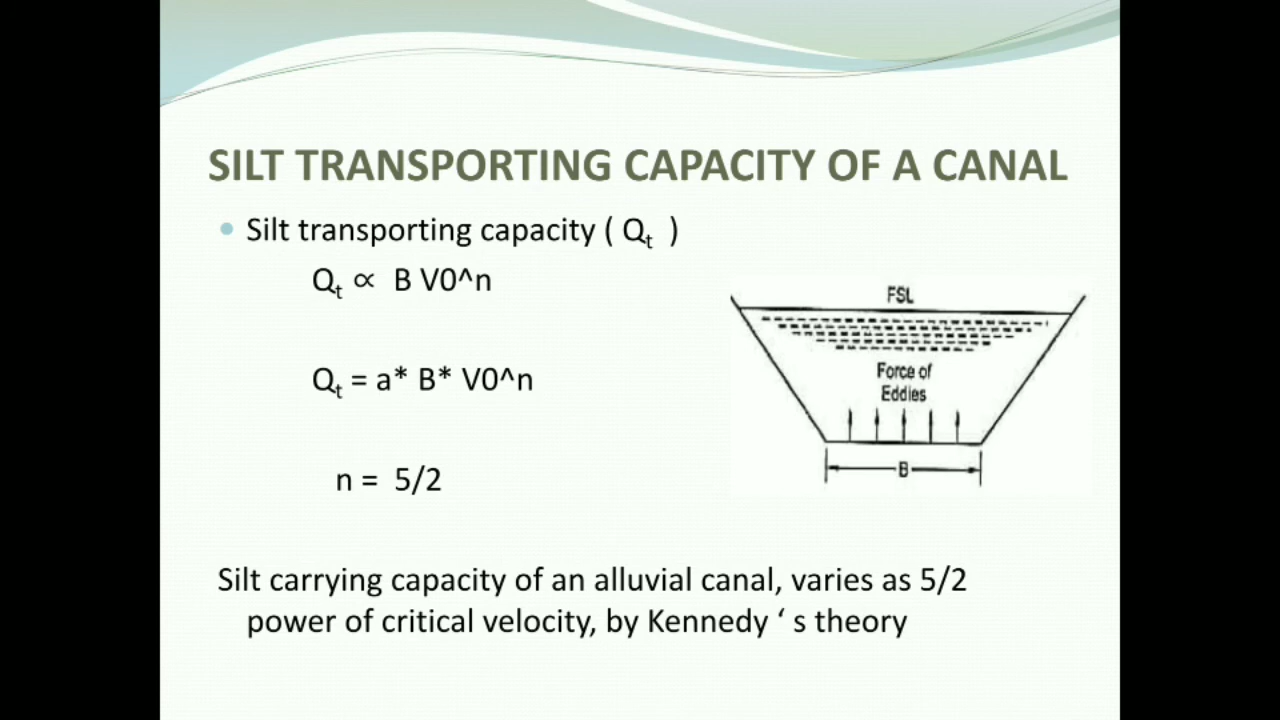 SILT TRANSPORTING CAPACITY OF A CANAL
Silt transporting capacity ( Qt )
Qt ∝ B V0^n
Qt = a* B* V0^n
n = 5/2
FSL
Force of
Eddies
B
Silt carrying capacity of an alluvial canal, varies as 5/2
power of critical velocity, by Kennedy ‘ s theory